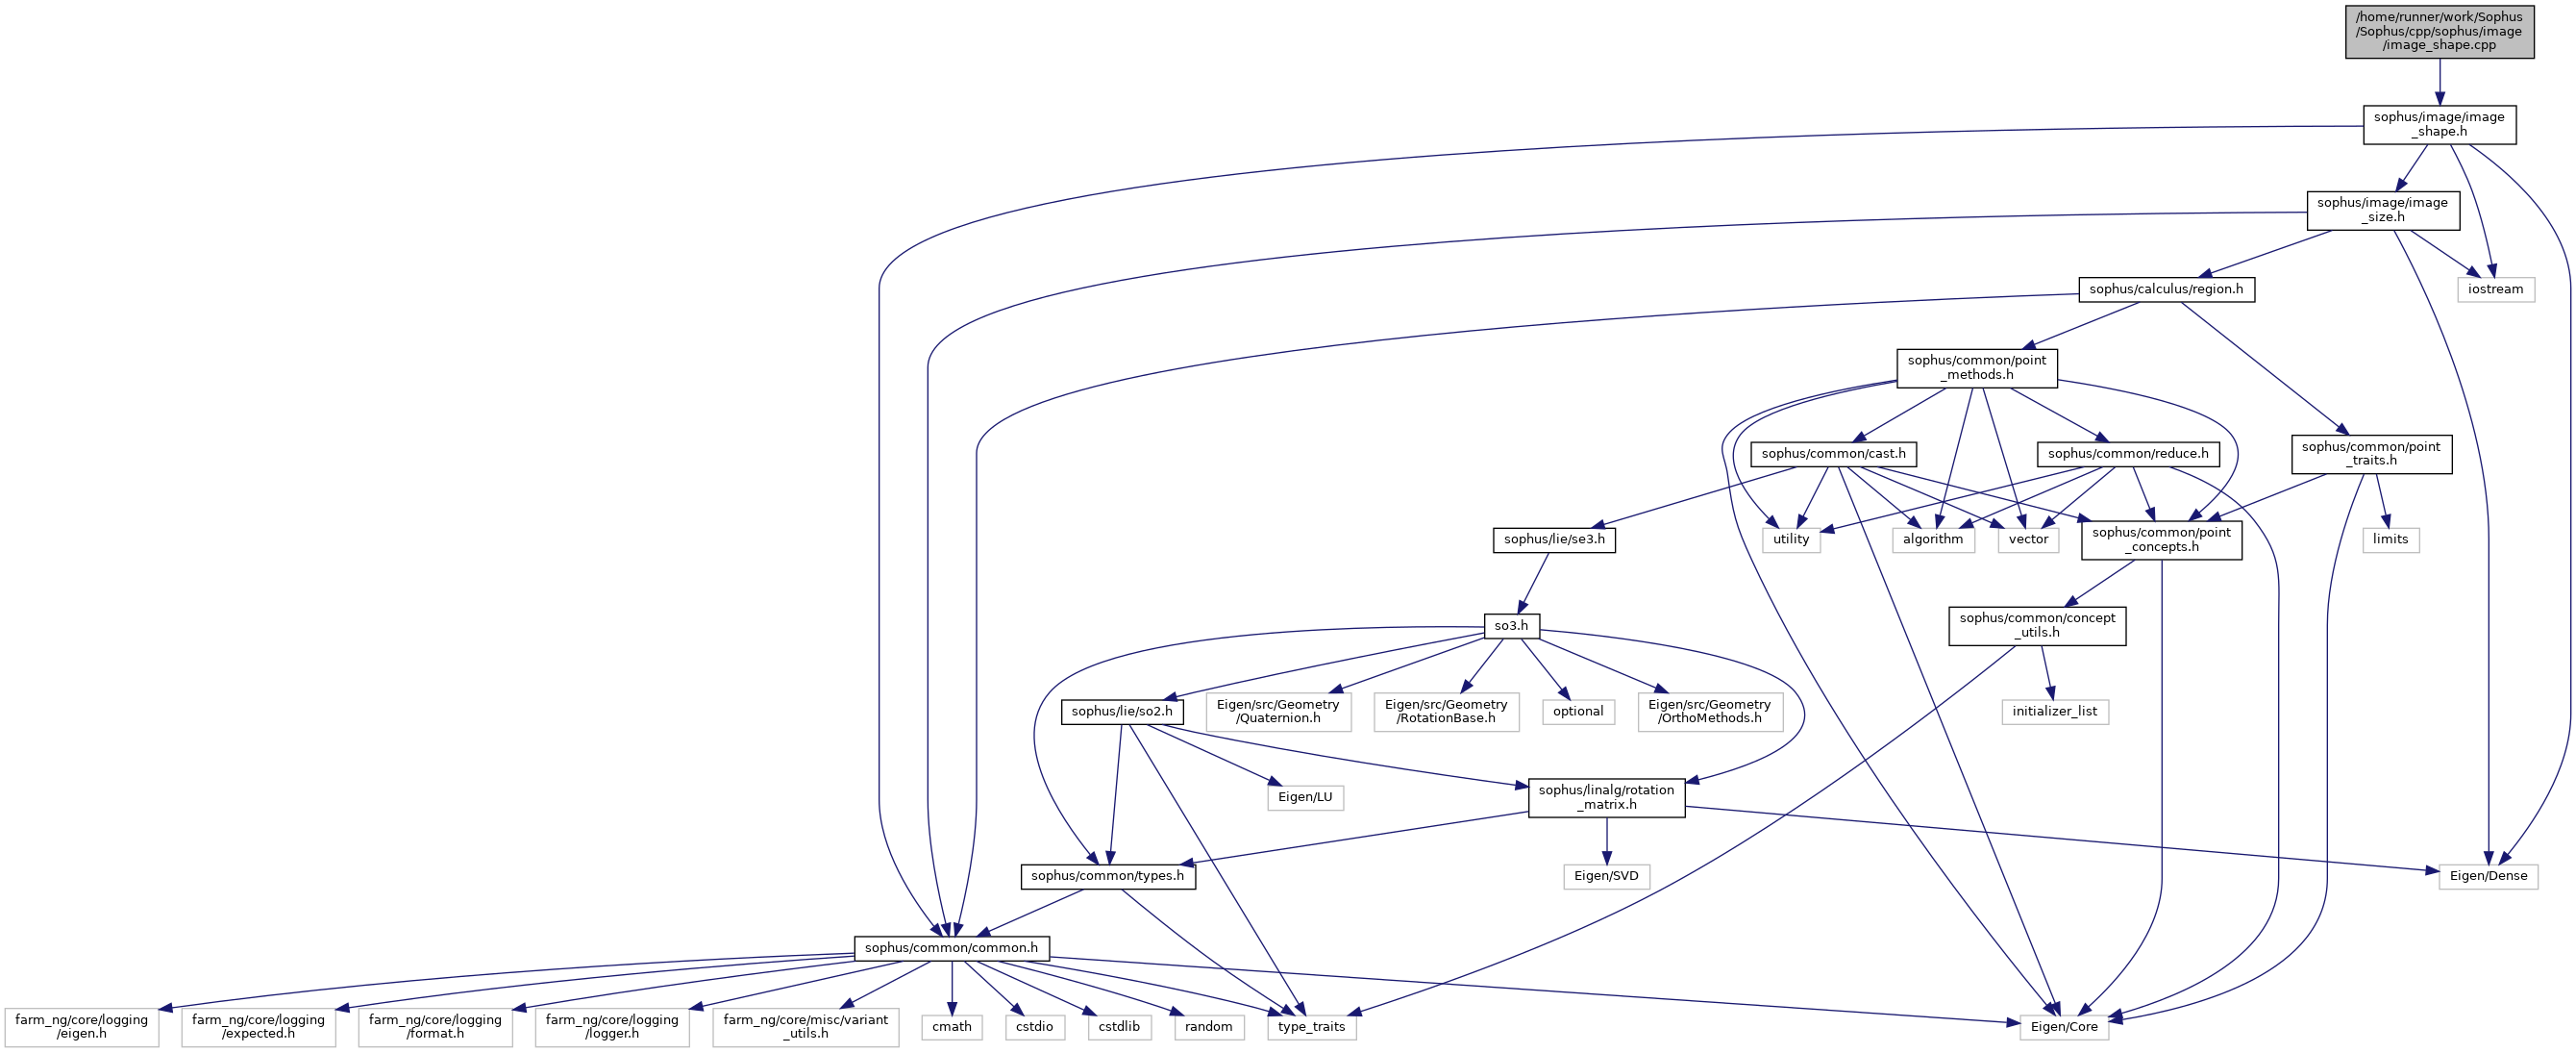 /home/runner/work/Sophus
/Sophus/cpp/sophus/image
/image_shape.cpp
sophus/image/image
_shape.h
sophus/image/image
_size.h
sophus/calculus/region.h
iostream
sophus/common/point
_methods.h
sophus/common/cast.h
sophus/common/reduce.h
sophus/common/point
_traits.h
sophus/lie/se3.h
utility
algorithm
vector
sophus/common/point
_concepts.h
limits
so3.h
sophus/common/concept
_utils.h
sophus/lie/so2.h
Eigen/src/Geometry
/Quaternion.h
Eigen/src/Geometry
/RotationBase.h
optional
Eigen/src/Geometry
/OrthoMethods.h
initializer_list
Eigen/LU
sophus/linalg/rotation
_matrix.h
sophus/common/types.h
Eigen/SVD
Eigen/Dense
sophus/common/common.h
farm_ng/core/logging
/eigen.h
farm_ng/core/logging
/expected.h
farm_ng/core/logging
/format.h
farm_ng/core/logging
/logger.h
farm_ng/core/misc/variant
_utils.h
cmath
cstdio
cstdlib
random
type_traits
Eigen/Core